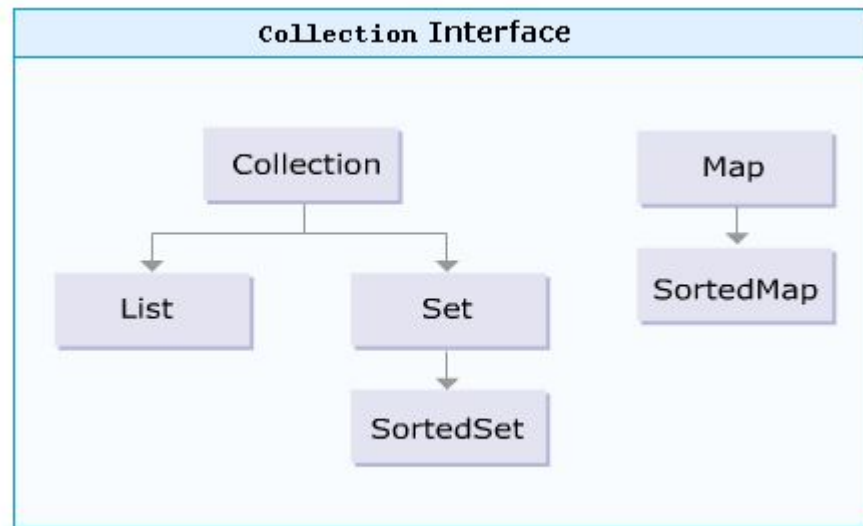 Collection Interface
Collection
Map
List
Set
SortedMap
SortedSet